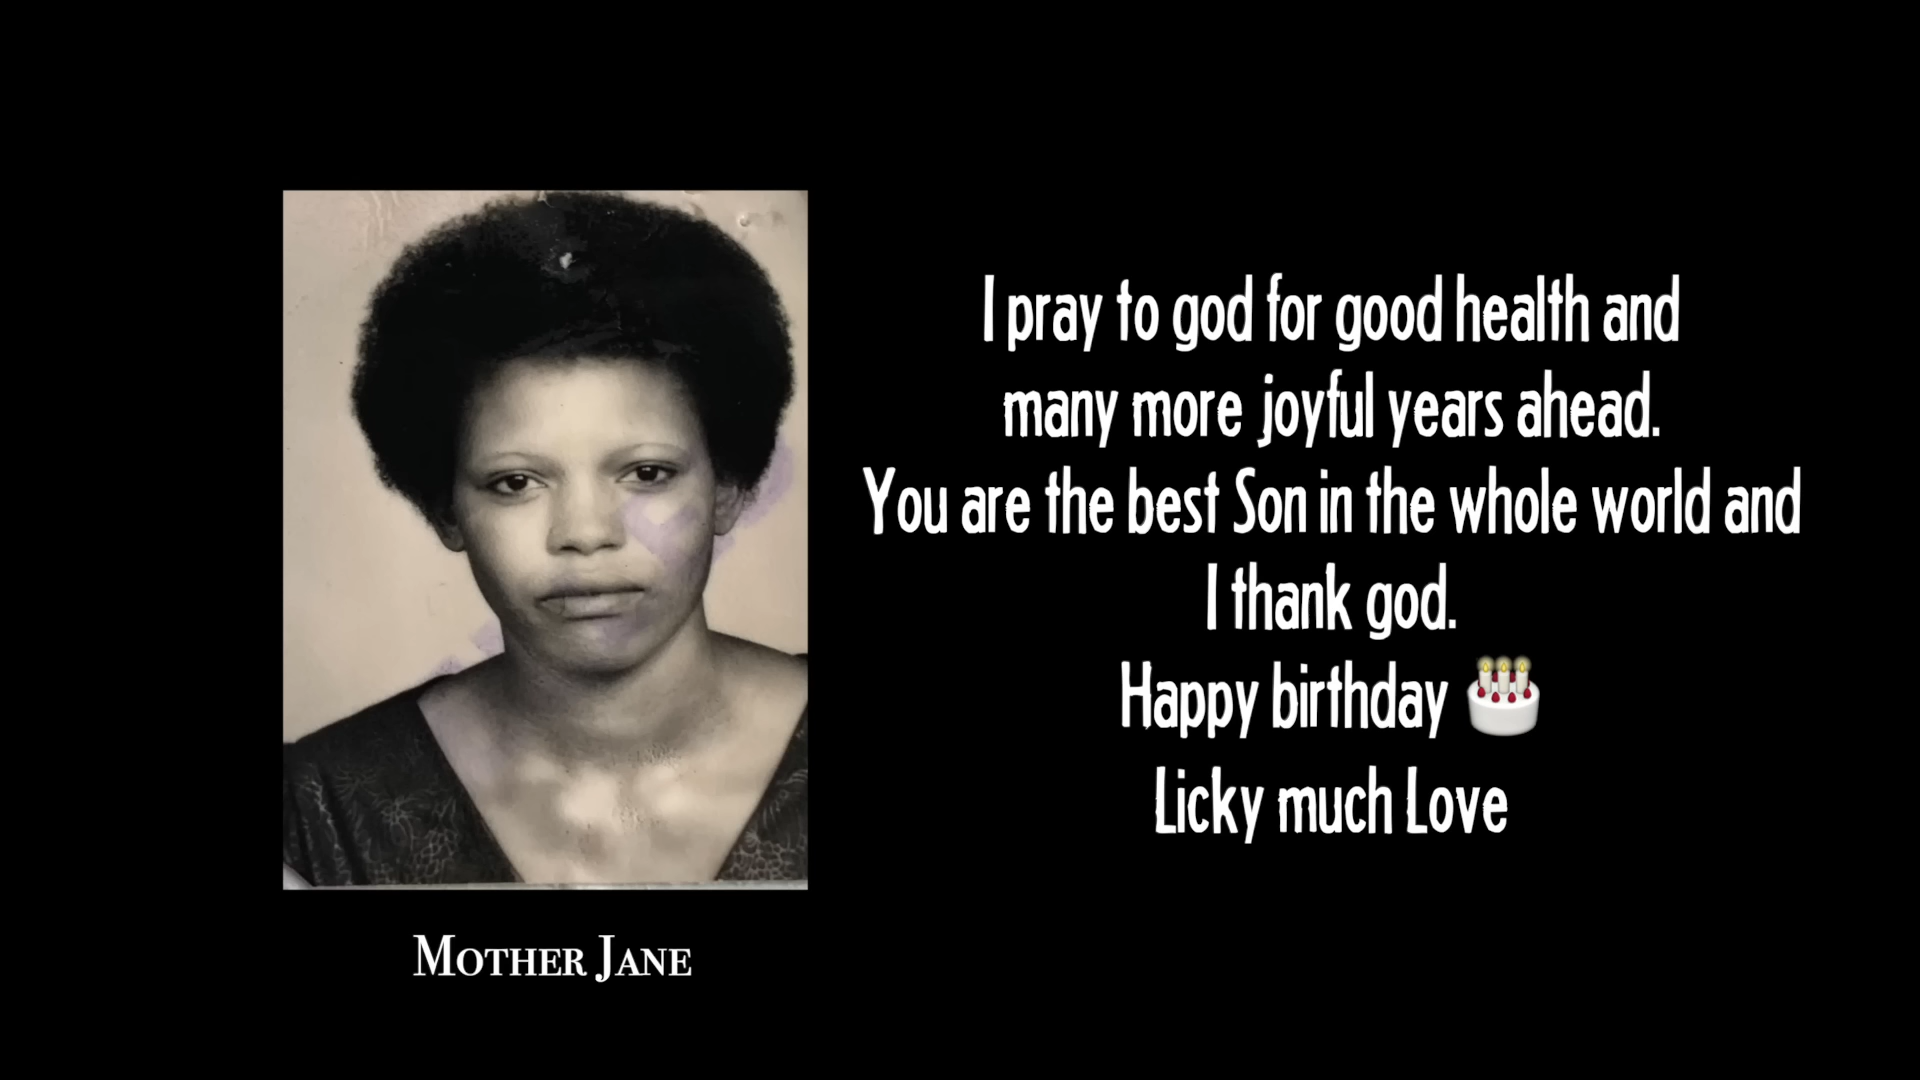 I pray to god for good health and
many more joyful years ahead.
You are the best Son in the whole world and
I thank god.
Happy birthday 🎂
Licky much Love
MOTHER JANE